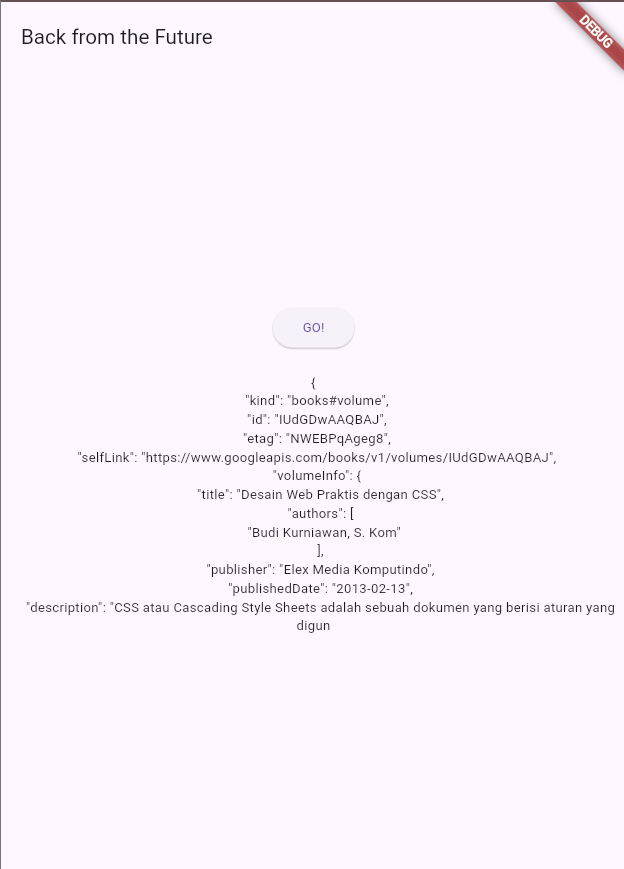 Back from the Future
DEBUG
GO!
{
"kind": "books#volume",
"id": "IUdGDwAAQBAJ",
"etag": "NWEBPqAgeg8",
"selfLink": "https://www.googleapis.com/books/v1/volumes/IUdGDwAAQBAJ",
"volumeInfo": {
"title": "Desain Web Praktis dengan CSS",
"authors": [
"Budi Kurniawan, S. Kom"
],
"publisher": "Elex Media Komputindo",
"publishedDate": "2013-02-13",
"description": "CSS atau Cascading Style Sheets adalah sebuah dokumen yang berisi aturan yang
digun